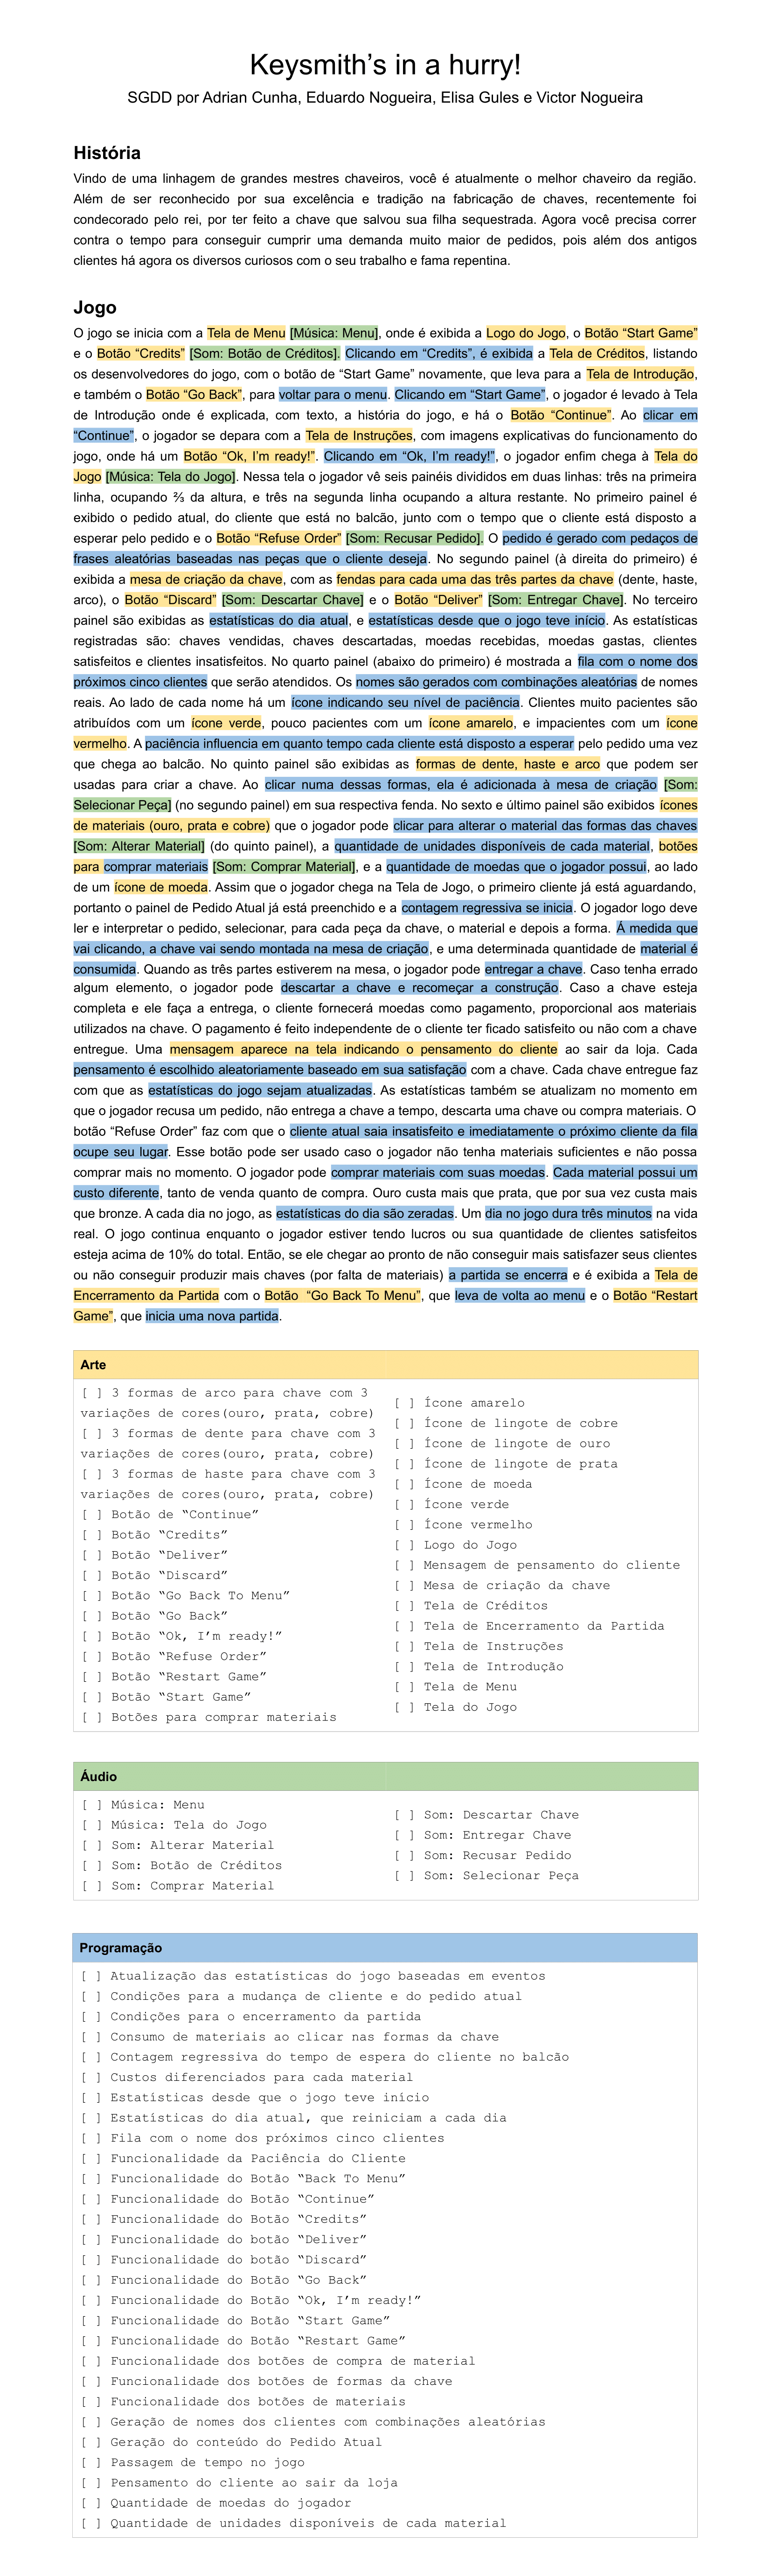 Keysmith’s in a hurry!
SGDD por Adrian Cunha, Eduardo Nogueira, Elisa Gules e Victor Nogueira
História
Vindo de uma linhagem de grandes mestres chaveiros, você é atualmente o melhor chaveiro da região.
Além de ser reconhecido por sua excelência e tradição na fabricação de chaves, recentemente foi
condecorado pelo rei, por ter feito a chave que salvou sua filha sequestrada. Agora você precisa correr
contra o tempo para conseguir cumprir uma demanda muito maior de pedidos, pois além dos antigos
clientes há agora os diversos curiosos com o seu trabalho e fama repentina.
Jogo
O jogo se inicia com a Tela de Menu [Música: Menu], onde é exibida a Logo do Jogo, o Botão “Start Game”
e o Botão “Credits” [Som: Botão de Créditos]. Clicando em “Credits”, é exibida a Tela de Créditos, listando
os desenvolvedores do jogo, com o botão de “Start Game” novamente, que leva para a Tela de Introdução,
e também o Botão “Go Back”, para voltar para o menu. Clicando em “Start Game”, o jogador é levado à Tela
de Introdução onde é explicada, com texto, a história do jogo, e há o Botão “Continue”. Ao clicar em
“Continue”, o jogador se depara com a Tela de Instruções, com imagens explicativas do funcionamento do
jogo, onde há um Botão “Ok, I’m ready!”. Clicando em “Ok, I’m ready!”, o jogador enfim chega à Tela do
Jogo [Música: Tela do Jogo]. Nessa tela o jogador vê seis painéis divididos em duas linhas: três na primeira
linha, ocupando ⅔ da altura, e três na segunda linha ocupando a altura restante. No primeiro painel é
exibido o pedido atual, do cliente que está no balcão, junto com o tempo que o cliente está disposto a
esperar pelo pedido e o Botão “Refuse Order” [Som: Recusar Pedido]. O pedido é gerado com pedaços de
frases aleatórias baseadas nas peças que o cliente deseja. No segundo painel (à direita do primeiro) é
exibida a mesa de criação da chave, com as fendas para cada uma das três partes da chave (dente, haste,
arco), o Botão “Discard” [Som: Descartar Chave] e o Botão “Deliver” [Som: Entregar Chave]. No terceiro
painel são exibidas as estatísticas do dia atual, e estatísticas desde que o jogo teve início. As estatísticas
registradas são: chaves vendidas, chaves descartadas, moedas recebidas, moedas gastas, clientes
satisfeitos e clientes insatisfeitos. No quarto painel (abaixo do primeiro) é mostrada a fila com o nome dos
próximos cinco clientes que serão atendidos. Os nomes são gerados com combinações aleatórias de nomes
reais. Ao lado de cada nome há um ícone indicando seu nível de paciência. Clientes muito pacientes são
atribuídos com um ícone verde, pouco pacientes com um ícone amarelo, e impacientes com um ícone
vermelho. A paciência influencia em quanto tempo cada cliente está disposto a esperar pelo pedido uma vez
que chega ao balcão. No quinto painel são exibidas as formas de dente, haste e arco que podem ser
usadas para criar a chave. Ao clicar numa dessas formas, ela é adicionada à mesa de criação [Som:
Selecionar Peça] (no segundo painel) em sua respectiva fenda. No sexto e último painel são exibidos ícones
de materiais (ouro, prata e cobre) que o jogador pode clicar para alterar o material das formas das chaves
[Som: Alterar Material] (do quinto painel), a quantidade de unidades disponíveis de cada material, botões
para comprar materiais [Som: Comprar Material], e a quantidade de moedas que o jogador possui, ao lado
de um ícone de moeda. Assim que o jogador chega na Tela de Jogo, o primeiro cliente já está aguardando,
portanto o painel de Pedido Atual já está preenchido e a contagem regressiva se inicia. O jogador logo deve
ler e interpretar o pedido, selecionar, para cada peça da chave, o material e depois a forma. Á medida que
vai clicando, a chave vai sendo montada na mesa de criação, e uma determinada quantidade de material é
consumida. Quando as três partes estiverem na mesa, o jogador pode entregar a chave. Caso tenha errado
algum elemento, o jogador pode descartar a chave e recomeçar a construção. Caso a chave esteja
completa e ele faça a entrega, o cliente fornecerá moedas como pagamento, proporcional aos materiais
utilizados na chave. O pagamento é feito independente de o cliente ter ficado satisfeito ou não com a chave
entregue. Uma mensagem aparece na tela indicando o pensamento do cliente ao sair da loja. Cada
pensamento é escolhido aleatoriamente baseado em sua satisfação com a chave. Cada chave entregue faz
com que as estatísticas do jogo sejam atualizadas. As estatísticas também se atualizam no momento em
que o jogador recusa um pedido, não entrega a chave a tempo, descarta uma chave ou compra materiais. O
botão “Refuse Order” faz com que o cliente atual saia insatisfeito e imediatamente o próximo cliente da fila
ocupe seu lugar. Esse botão pode ser usado caso o jogador não tenha materiais suficientes e não possa
comprar mais no momento. O jogador pode comprar materiais com suas moedas. Cada material possui um
custo diferente, tanto de venda quanto de compra. Ouro custa mais que prata, que por sua vez custa mais
que bronze. A cada dia no jogo, as estatísticas do dia são zeradas. Um dia no jogo dura três minutos na vida
real. O jogo continua enquanto o jogador estiver tendo lucros ou sua quantidade de clientes satisfeitos
esteja acima de 10% do total. Então, se ele chegar ao ponto de não conseguir mais satisfazer seus clientes
ou não conseguir produzir mais chaves (por falta de materiais) a partida se encerra e é exibida a Tela de
Encerramento da Partida com o Botão “Go Back To Menu”, que leva de volta ao menu e o Botão “Restart
Game”, que inicia uma nova partida.
Arte
[ ] 3 formas de arco para chave com 3
variações de cores(ouro, prata, cobre)
[ ] 3 formas de dente para chave com 3
variações de cores(ouro, prata, cobre)
[ ] 3 formas de haste para chave com 3
variações de cores(ouro, prata, cobre)
[ ] Botão de “Continue”
[ ] Botão “Credits”
[ ] Botão “Deliver”
[ ] Botão “Discard”
[ ] Botão “Go Back To Menu”
[ ] Botão “Go Back”
[ ] Botão “Ok, I’m ready!”
[ ] Botão “Refuse Order”
[ ] Botão “Restart Game”
[ ] Botão “Start Game”
[ ] Botões para comprar materiais
[ ] Ícone amarelo
[ ] Ícone de lingote de cobre
[ ] Ícone de lingote de ouro
[ ] Ícone de lingote de prata
[ ] Ícone de moeda
[ ] Ícone verde
[ ] Ícone vermelho
[ ] Logo do Jogo
[ ] Mensagem de pensamento do cliente
[ ] Mesa de criação da chave
[ ] Tela de Créditos
[ ] Tela de Encerramento da Partida
[ ] Tela de Instruções
[ ] Tela de Introdução
[ ] Tela de Menu
[ ] Tela do Jogo
Áudio
[ ] Música: Menu
[ ] Música: Tela do Jogo
[ ] Som: Alterar Material
[ ] Som: Botão de Créditos
[ ] Som: Comprar Material
[ ] Som: Descartar Chave
[ ] Som: Entregar Chave
[ ] Som: Recusar Pedido
[ ] Som: Selecionar Peça
Programação
[ ] Atualização das estatísticas do jogo baseadas em eventos
[ ] Condições para a mudança de cliente e do pedido atual
[ ] Condições para o encerramento da partida
[ ] Consumo de materiais ao clicar nas formas da chave
[ ] Contagem regressiva do tempo de espera do cliente no balcão
[ ] Custos diferenciados para cada material
[ ] Estatísticas desde que o jogo teve início
[ ] Estatísticas do dia atual, que reiniciam a cada dia
[ ] Fila com o nome dos próximos cinco clientes
[ ] Funcionalidade da Paciência do Cliente
[ ] Funcionalidade do Botão “Back To Menu”
[ ] Funcionalidade do Botão “Continue”
[ ] Funcionalidade do Botão “Credits”
[ ] Funcionalidade do botão “Deliver”
[ ] Funcionalidade do botão “Discard”
[ ] Funcionalidade do Botão “Go Back”
[ ] Funcionalidade do Botão “Ok, I’m ready!”
[ ] Funcionalidade do Botão “Start Game”
[ ] Funcionalidade do Botão “Restart Game”
[ ] Funcionalidade dos botões de compra de material
[ ] Funcionalidade dos botões de formas da chave
[ ] Funcionalidade dos botões de materiais
[ ] Geração de nomes dos clientes com combinações aleatórias
[ ] Geração do conteúdo do Pedido Atual
[ ] Passagem de tempo no jogo
[ ] Pensamento do cliente ao sair da loja
[ ] Quantidade de moedas do jogador
[ ] Quantidade de unidades disponíveis de cada material